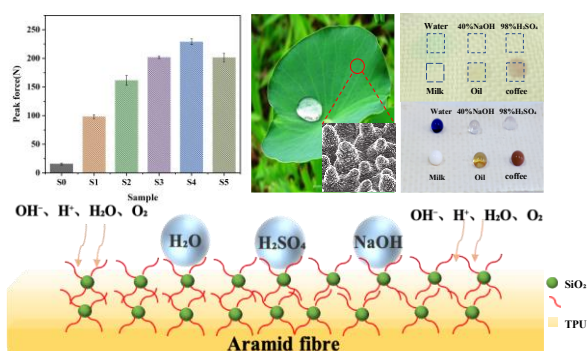 Peak force(N)
250
200
150
100
50
0
S0 S1 S2 S3 S4 S5
Sample
Water 40%NaOH 98%H₂SO₄
Milk Oil coffee
Water 40%NaOH 98%H₂SO₄
Milk Oil coffee
OH⁻、H⁺、H₂O、O₂
OH⁻、H⁺、H₂O、O₂
H₂O H₂SO₄ NaOH
SiO₂
TPU
Aramid fibre